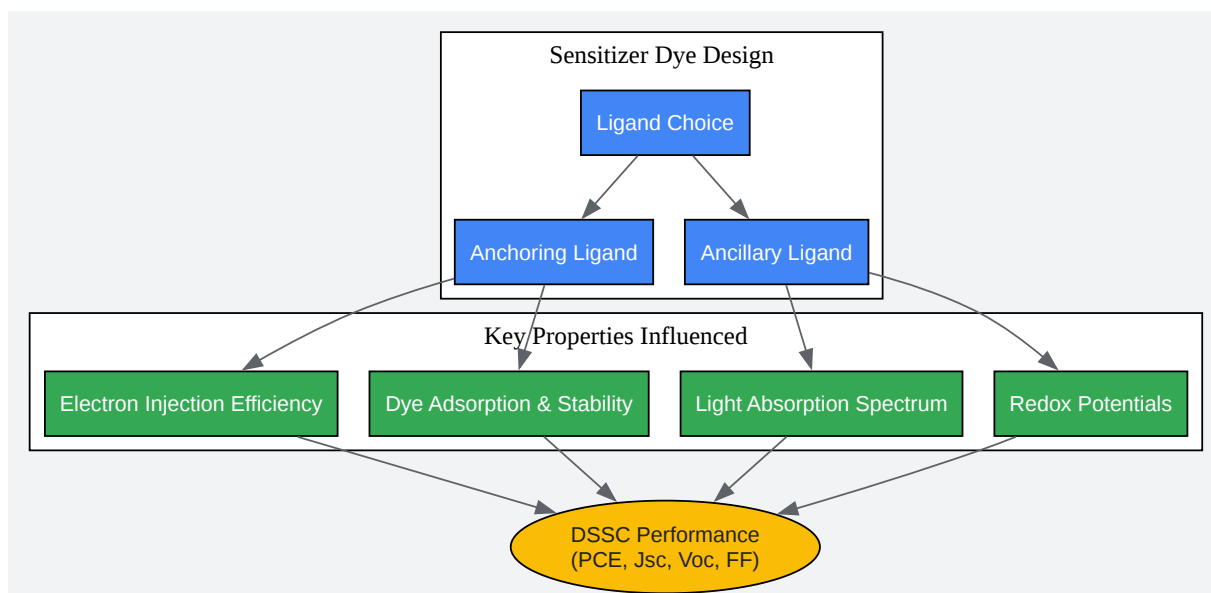 Sensitizer Dye Design
Ligand Choice
Anchoring Ligand
Ancillary Ligand
Key Properties Influenced
Electron Injection Efficiency
Dye Adsorption & Stability
Light Absorption Spectrum
Redox Potentials
DSSC Performance
(PCE, Jsc, Voc, FF)